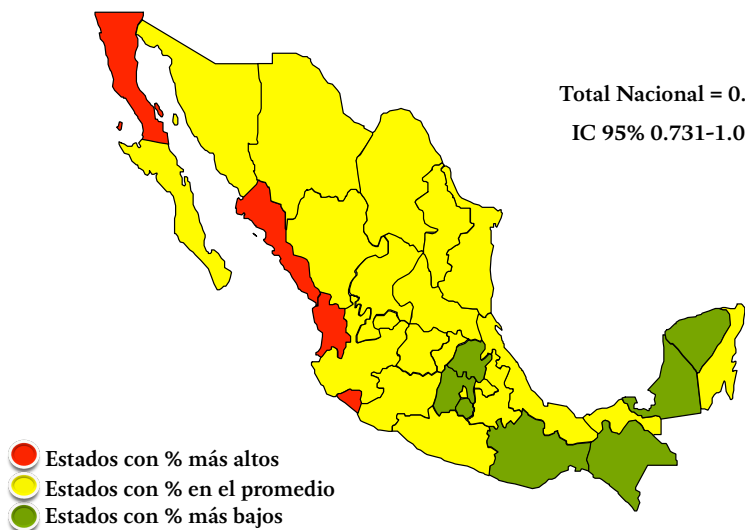 Total Nacional = 0.
IC 95% 0.731-1.0
Estados con % más altos
Estados con % en el promedio
Estados con % más bajos